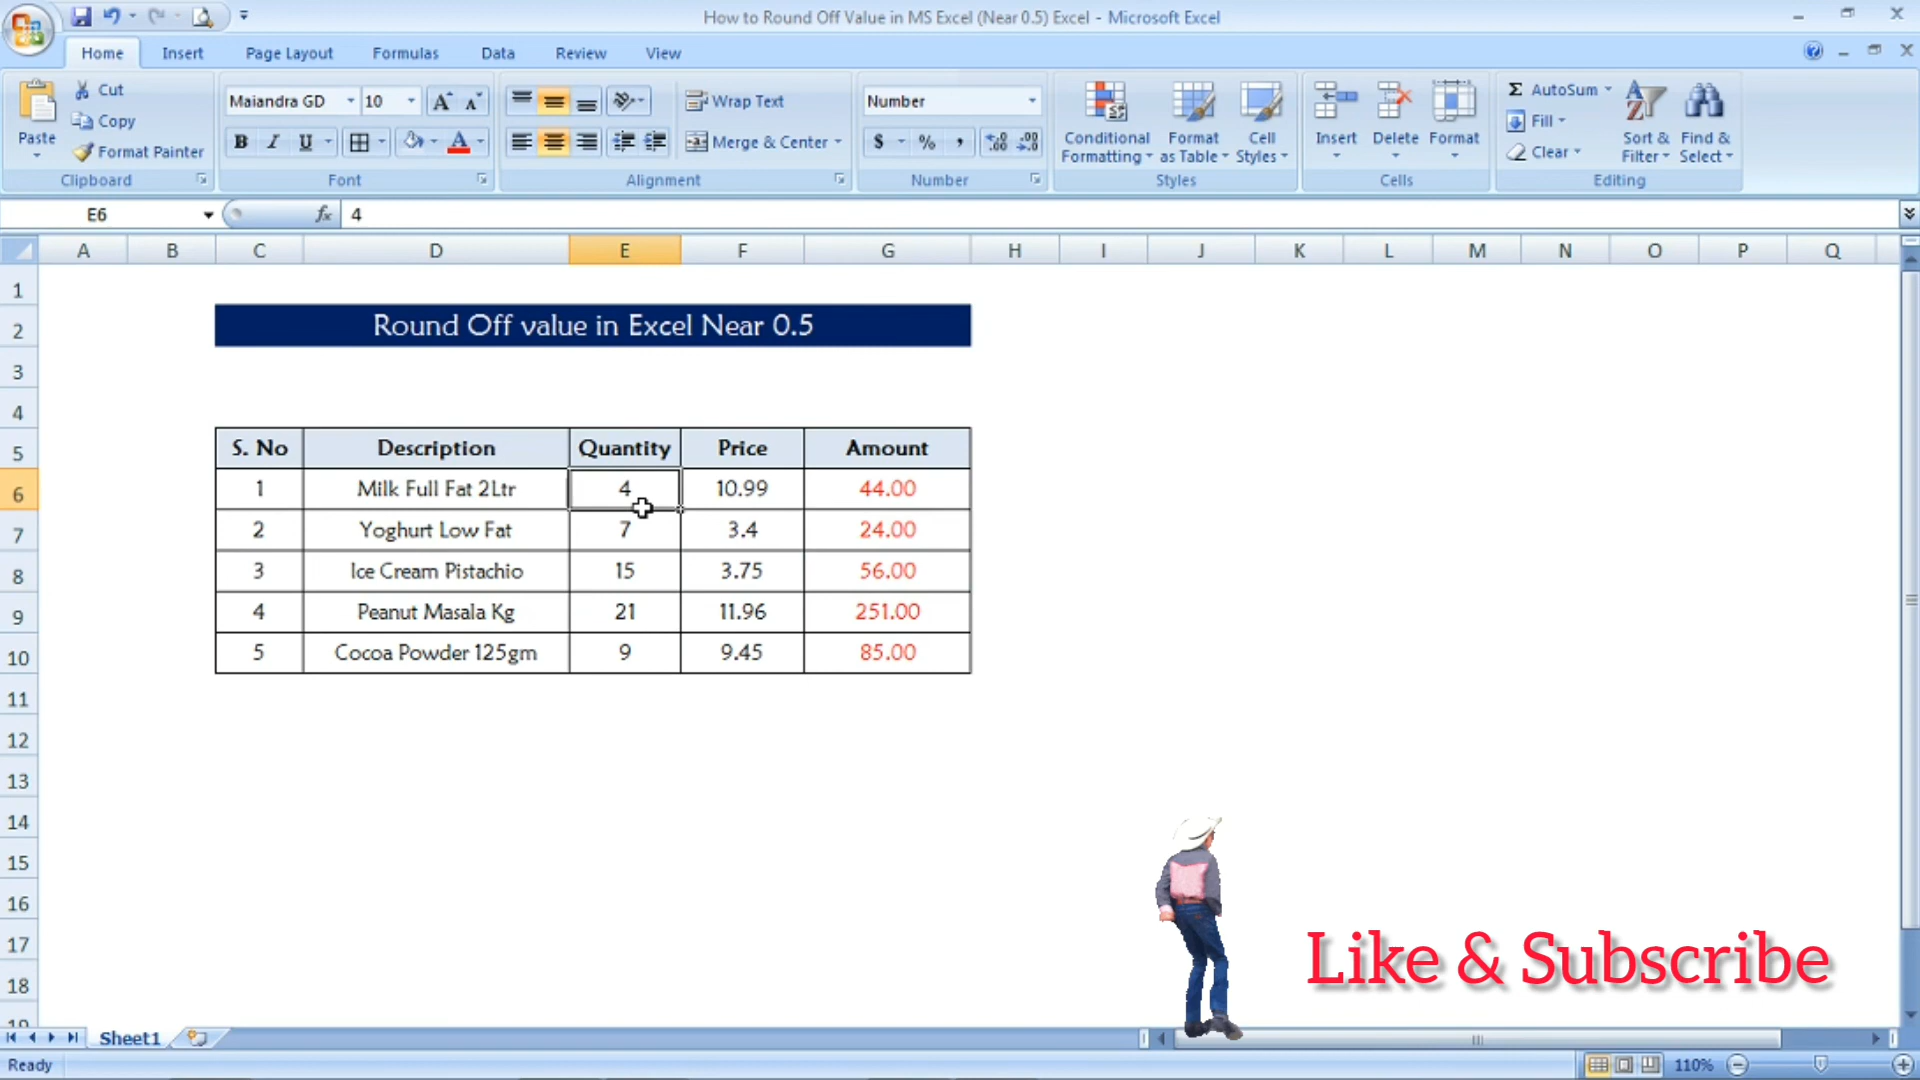 How to Round Off Value in MS Excel (Near 0.5) Excel - Microsoft Excel
Home Insert Page Layout Formulas Data Review View
Paste
Cut
Copy
Format Painter
Clipboard
Maiandra GD 10
B I U
Font
Wrap Text
Merge & Center
Alignment
Number
$ % ,
Number
Conditional Formatting
Format as Table
Cell Styles
Styles
Insert Delete Format
Cells
Σ AutoSum
Fill
Clear
Sort & Filter
Find & Select
Editing
E6 fx 4
A B C D E F G H I J K L M N O P Q
1
2 Round Off value in Excel Near 0.5
3
4
5 S. No Description Quantity Price Amount
6 1 Milk Full Fat 2Ltr 4 10.99 44.00
7 2 Yoghurt Low Fat 7 3.4 24.00
8 3 Ice Cream Pistachio 15 3.75 56.00
9 4 Peanut Masala Kg 21 11.96 251.00
10 5 Cocoa Powder 125gm 9 9.45 85.00
11
12
13
14
15
16
17 Like & Subscribe
18
19
Sheet1
Ready 110%